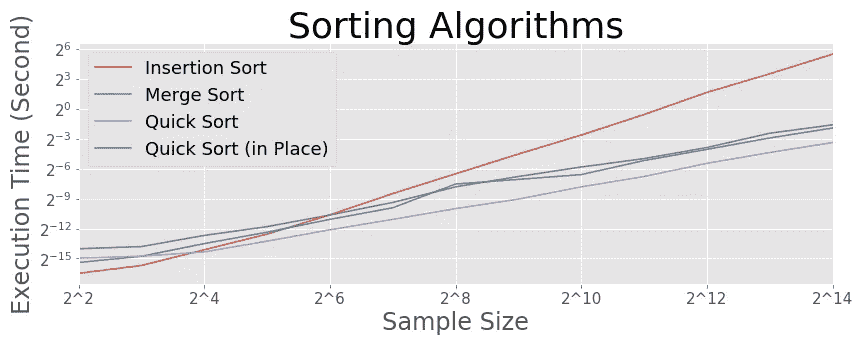 Sorting Algorithms
Execution Time (Second)
2^6
2^3
2^0
2^-3
2^-6
2^-9
2^-12
2^-15
Insertion Sort
Merge Sort
Quick Sort
Quick Sort (in Place)
2^2 2^4 2^6 2^8 2^10 2^12 2^14
Sample Size